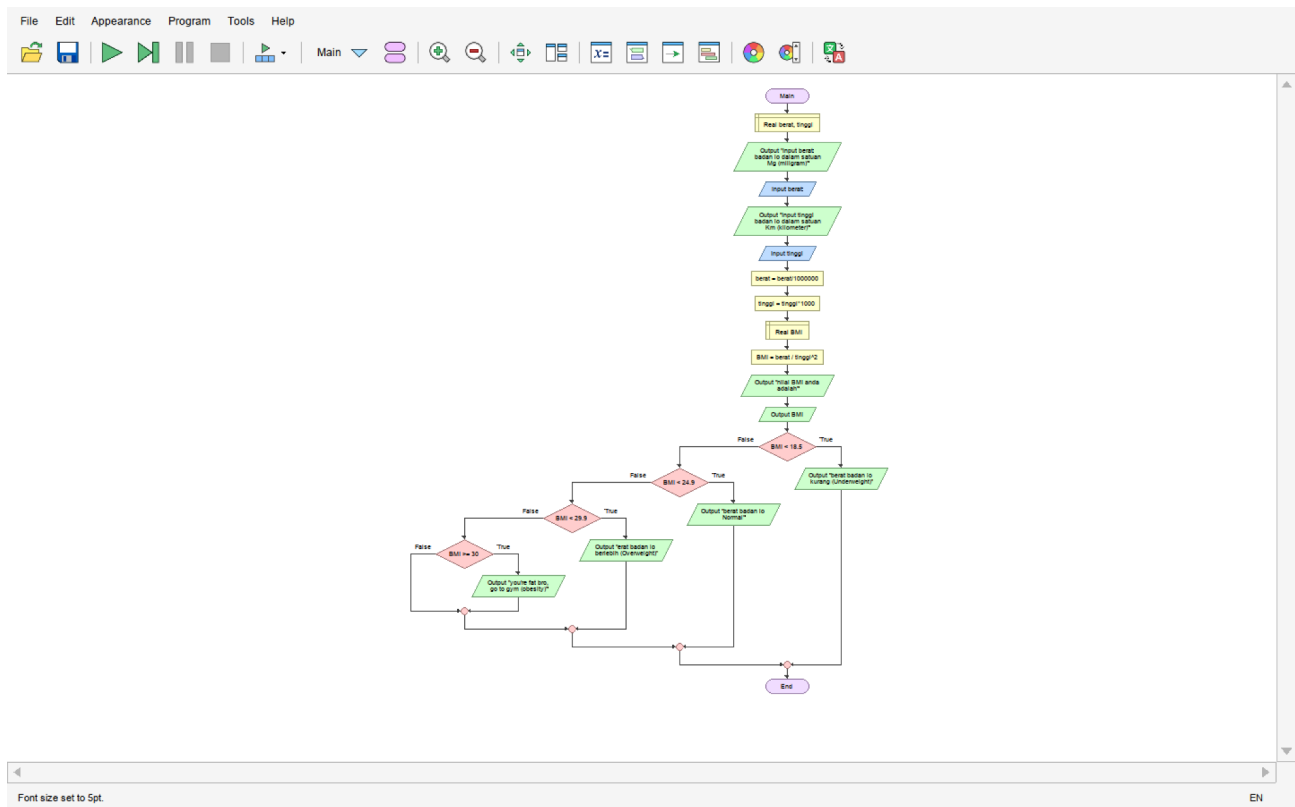 File Edit Appearance Program Tools Help
Main
Main
Real berat, tinggi
Output "input berat
badan lo dalam satuan
Mg (miligram)"
Input berat
Output "input tinggi
badan lo dalam satuan
Km (kilometer)"
Input tinggi
berat = berat/1000000
tinggi = tinggi*1000
Real BMI
BMI = berat / tinggi^2
Output "nilai BMI anda
adalah"
Output BMI
False BMI < 18.5 True
Output "berat badan lo
kurang (Underweight)"
False BMI < 24.9 True
Output "berat badan lo
Normal"
False BMI < 29.9 True
Output "erat badan lo
berlebih (Overweight)"
False BMI >= 30 True
Output "you're fat bro,
go to gym (obesity)"
End
Font size set to 5pt. EN